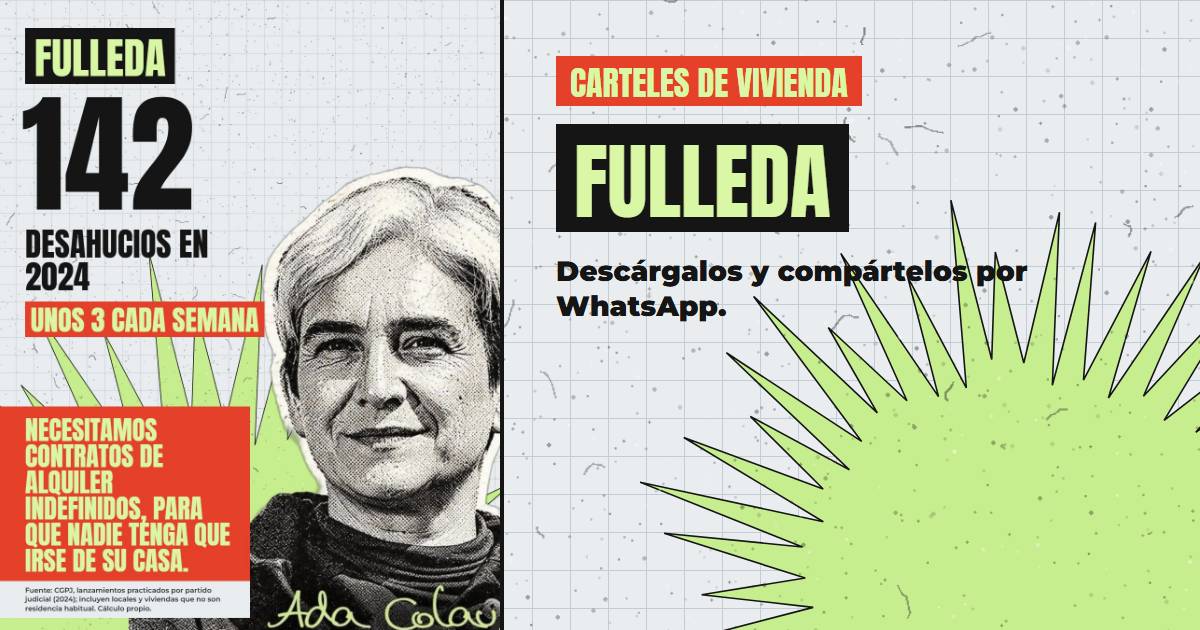 FULLEDA
142
DESAHUCIOS EN
2024
UNOS 3 CADA SEMANA
NECESITAMOS
CONTRATOS DE
ALQUILER
INDEFINIDOS, PARA
QUE NADIE TENGA QUE
IRSE DE SU CASA.
Fuente: CGPJ, lanzamientos practicados por partido
judicial (2024); incluyen locales y viviendas que no son
residencia habitual. Cálculo propio.
Ada Colau
CARTELES DE VIVIENDA
FULLEDA
Descárgalos y compártelos por
WhatsApp.